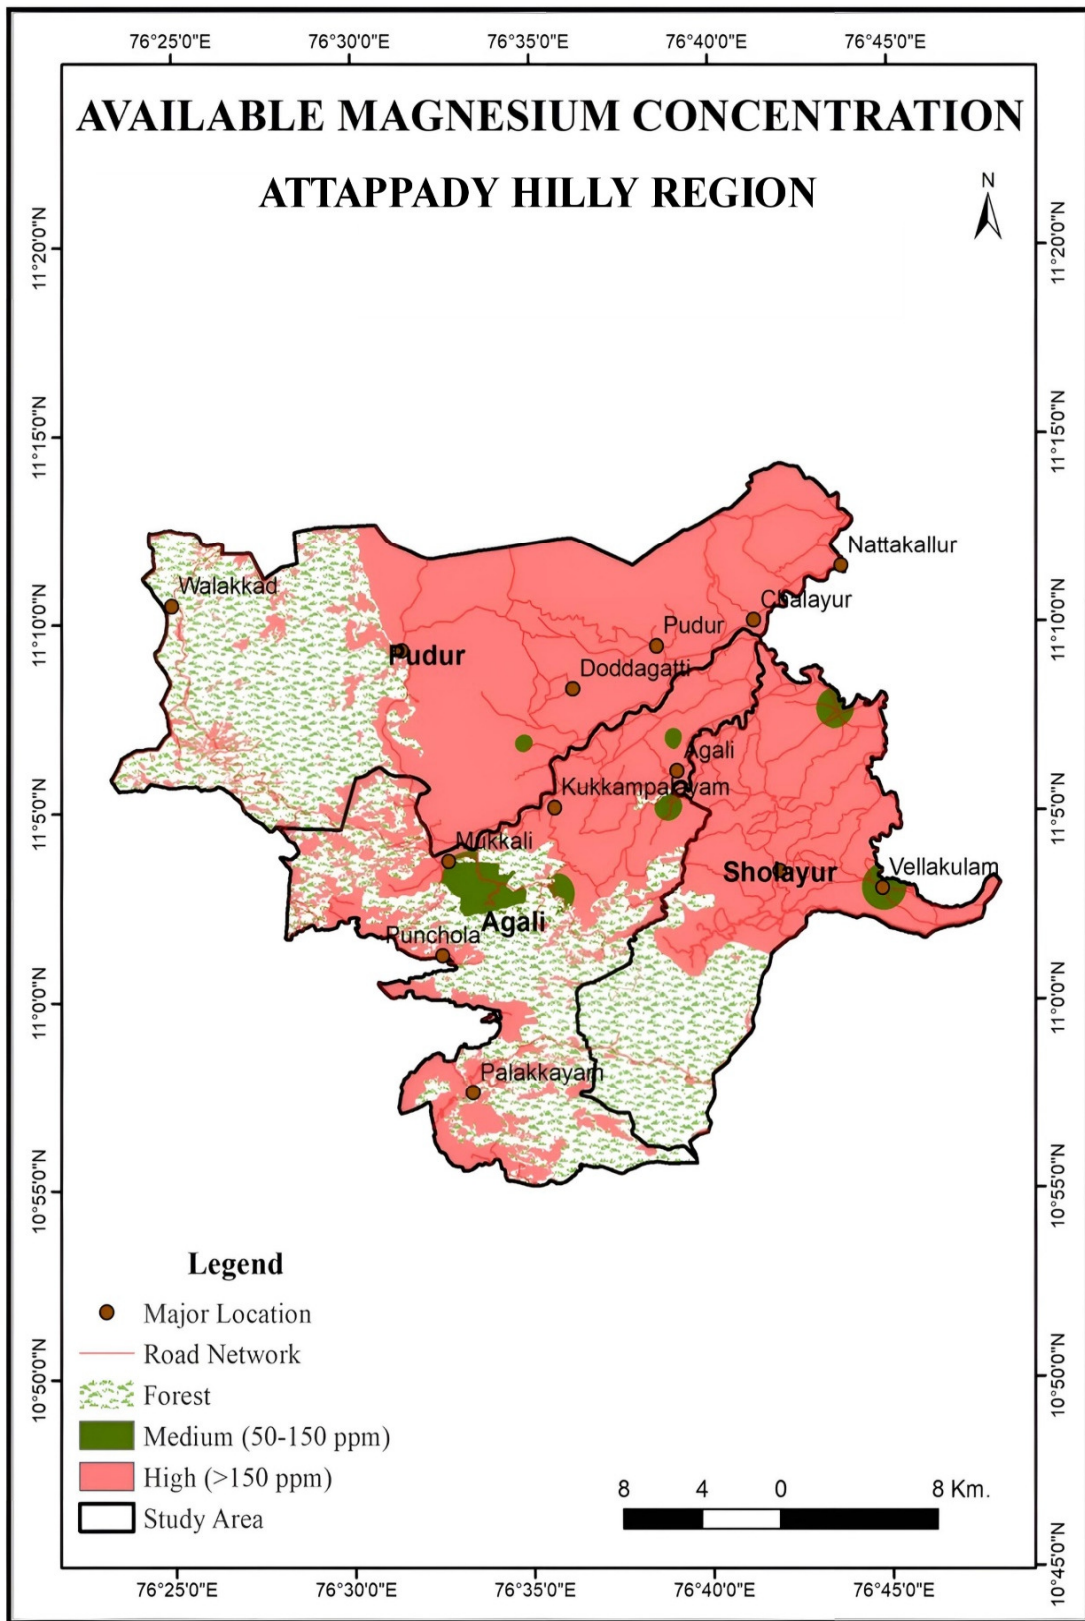 76°25'0"E 76°30'0"E 76°35'0"E 76°40'0"E 76°45'0"E
AVAILABLE MAGNESIUM CONCENTRATION
ATTAPPADY HILLY REGION
N
11°20'0"N
11°20'0"N
11°15'0"N
11°15'0"N
Nattakallur
Walakkad
Chalayur
11°10'0"N
11°10'0"N
Pudur
Pudur
Doddagatti
Agali
Kukkampalayam
11°5'0"N
11°5'0"N
Mukkali
Sholayur
Vellakulam
Agali
Punchola
11°0'0"N
11°0'0"N
Palakkayam
10°55'0"N
10°55'0"N
Legend
Major Location
Road Network
Forest
Medium (50-150 ppm)
High (>150 ppm)
Study Area
10°50'0"N
10°50'0"N
8 4 0 8 Km.
10°45'0"N
76°25'0"E 76°30'0"E 76°35'0"E 76°40'0"E 76°45'0"E